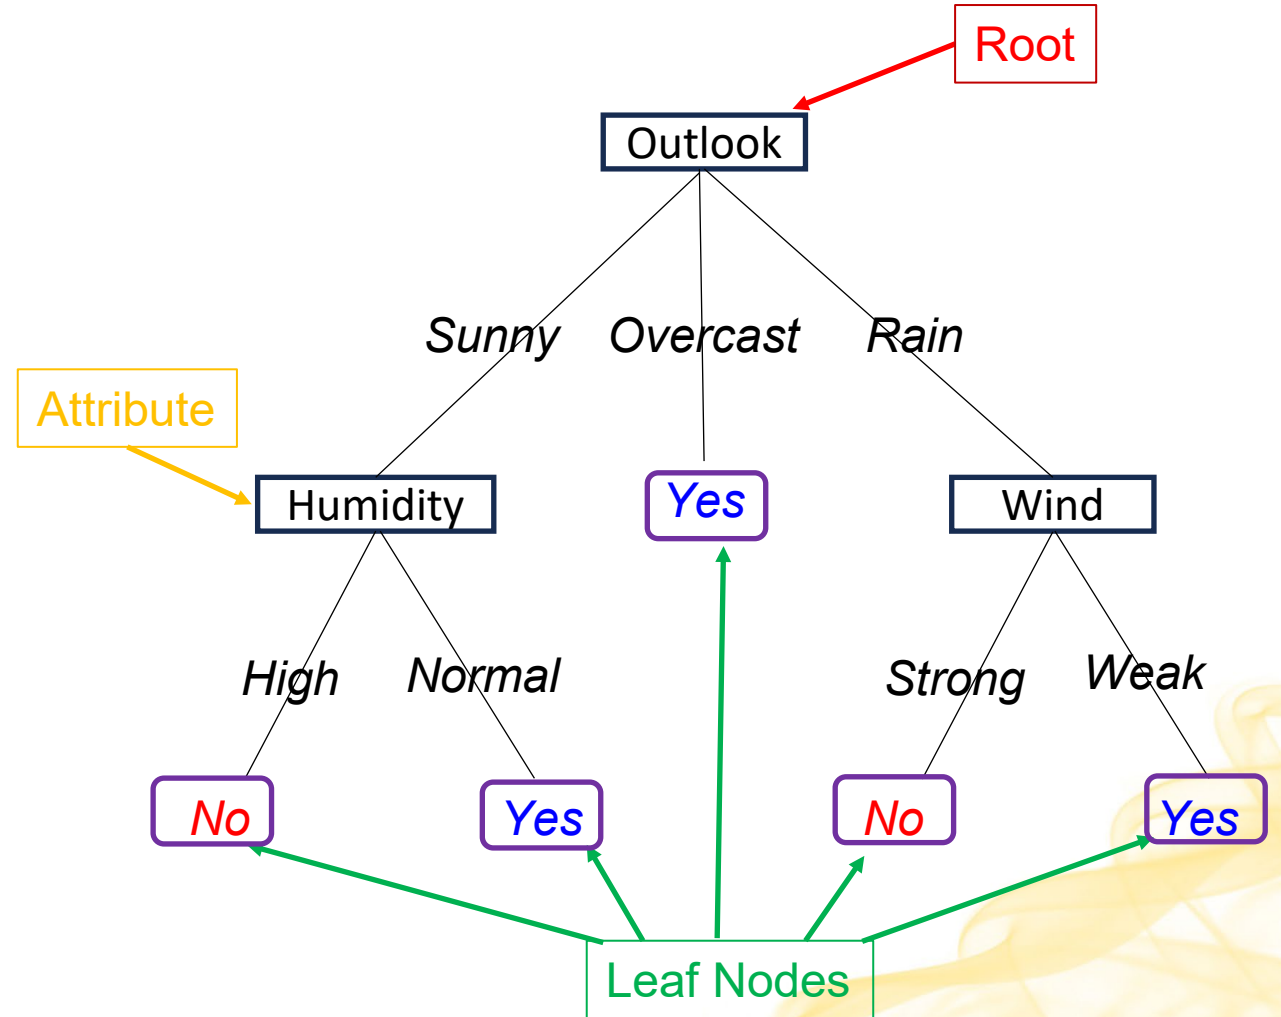 Root
Outlook
Sunny Overcast Rain
Attribute
Humidity Yes Wind
High Normal Strong Weak
No Yes No Yes
Leaf Nodes